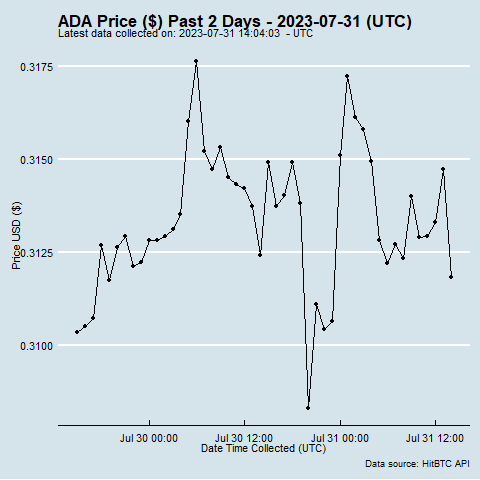 ADA Price ($) Past 2 Days - 2023-07-31 (UTC)
Latest data collected on: 2023-07-31 14:04:03 - UTC
0.3175
0.3150
0.3125
0.3100
Price USD ($)
Jul 30 00:00 Jul 30 12:00 Jul 31 00:00 Jul 31 12:00
Date Time Collected (UTC)
Data source: HitBTC API